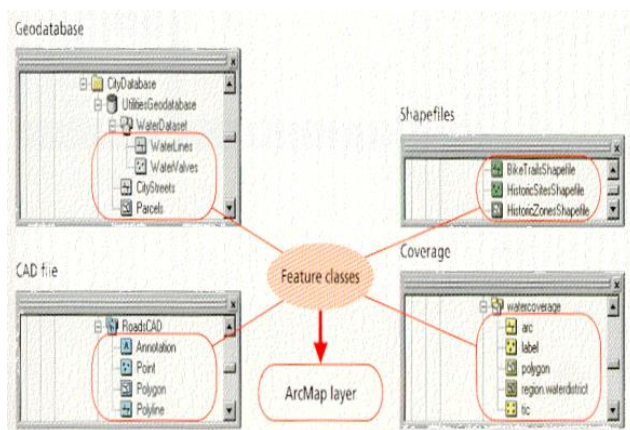 Geodatabase
CityDatabase
UtilitiesGeodatabase
WaterDataset
WaterLines
WaterValves
CityStreets
Parcels
Shapefiles
BikeTrailsShapefile
HistoricSitesShapefile
HistoricZonesShapefile
CAD file
RoadsCAD
Annotation
Point
Polygon
Polyline
Feature classes
ArcMap layer
Coverage
watercoverage
arc
label
polygon
region.waterdistrict
tic